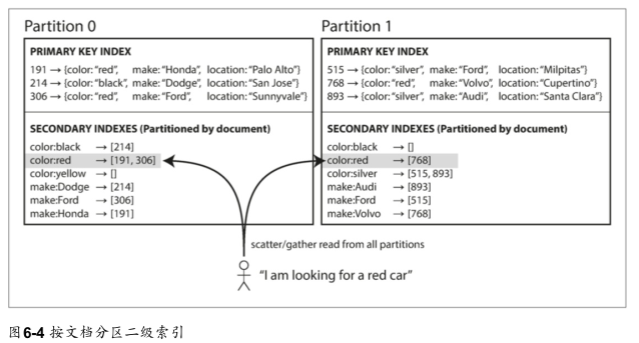 Partition 0
PRIMARY KEY INDEX
191 → {color: “red”, make: “Honda”, location: “Palo Alto”}
214 → {color: “black”, make: “Dodge”, location: “San Jose”}
306 → {color: “red”, make: “Ford”, location: “Sunnyvale”}
SECONDARY INDEXES (Partitioned by document)
color:black → [214]
color:red → [191, 306]
color:yellow → []
make:Dodge → [214]
make:Ford → [306]
make:Honda → [191]
Partition 1
PRIMARY KEY INDEX
515 → {color: “silver”, make: “Ford”, location: “Milpitas”}
768 → {color: “red”, make: “Volvo”, location: “Cupertino”}
893 → {color: “silver”, make: “Audi”, location: “Santa Clara”}
SECONDARY INDEXES (Partitioned by document)
color:black → []
color:red → [768]
color:silver → [515, 893]
make:Audi → [893]
make:Ford → [515]
make:Volvo → [768]
scatter/gather read from all partitions
“I am looking for a red car”
图6-4 按文档分区二级索引